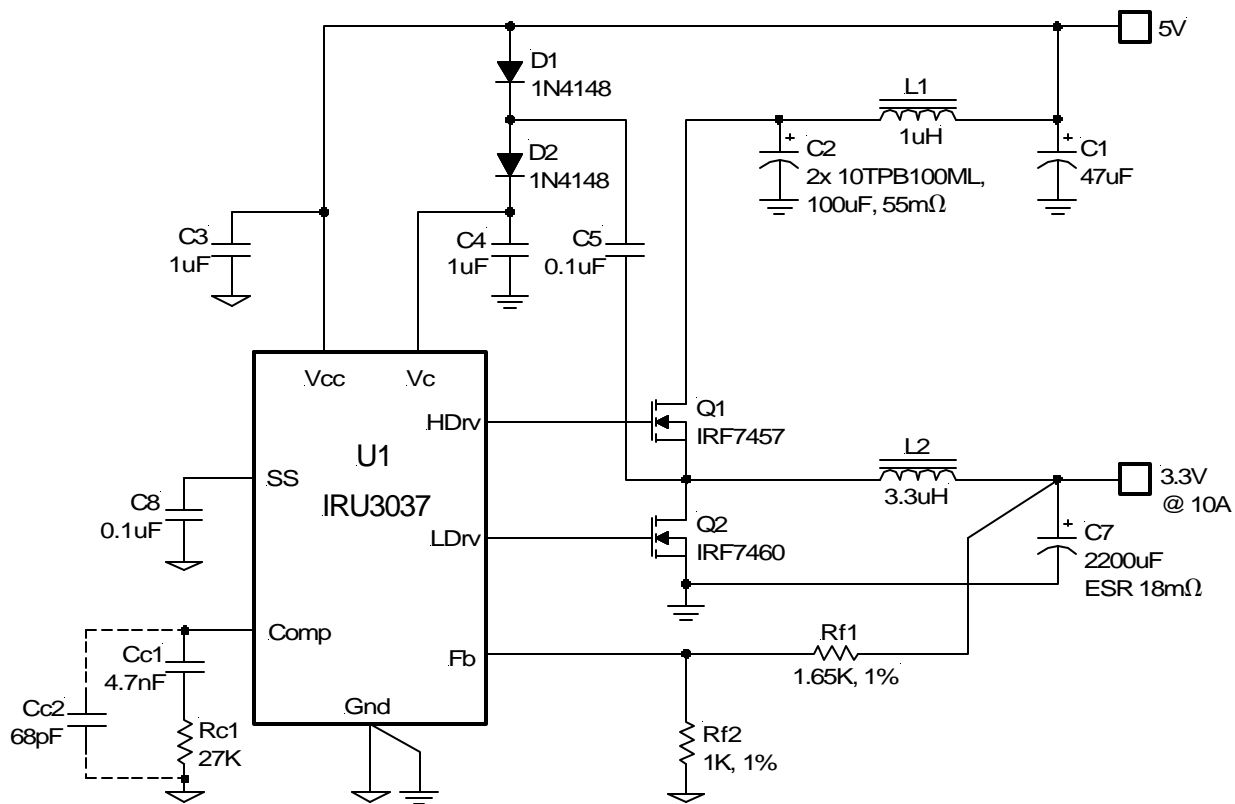 5V
D1
1N4148
L1
1uH
D2
1N4148
C2
2x 10TPB100ML,
100uF, 55mΩ
C1
47uF
C3
1uF
C4
1uF
C5
0.1uF
Vcc
Vc
HDrv
Q1
IRF7457
U1
IRU3037
SS
C8
0.1uF
L2
3.3uH
3.3V
@ 10A
LDrv
Q2
IRF7460
C7
2200uF
ESR 18mΩ
Comp
Cc1
4.7nF
Fb
Rf1
1.65K, 1%
Cc2
68pF
Gnd
Rc1
27K
Rf2
1K, 1%